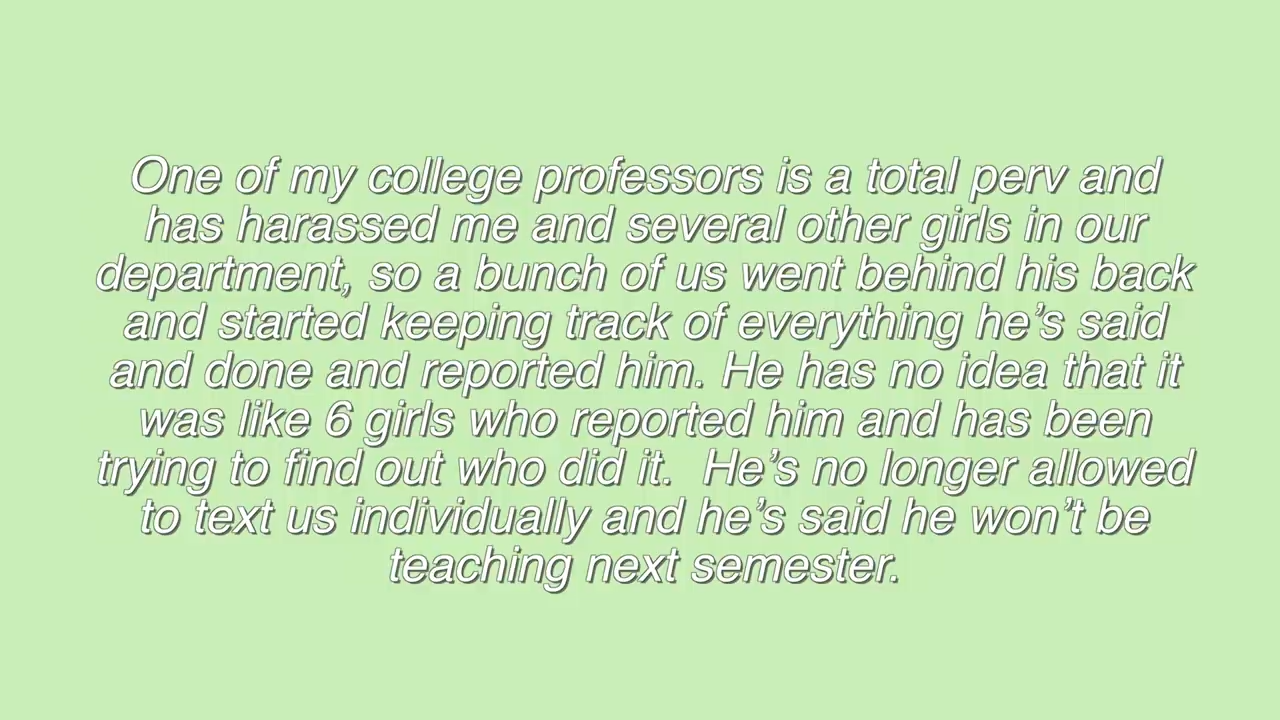 One of my college professors is a total perv and
has harassed me and several other girls in our
department, so a bunch of us went behind his back
and started keeping track of everything he’s said
and done and reported him. He has no idea that it
was like 6 girls who reported him and has been
trying to find out who did it.  He’s no longer allowed
to text us individually and he’s said he won’t be
teaching next semester.